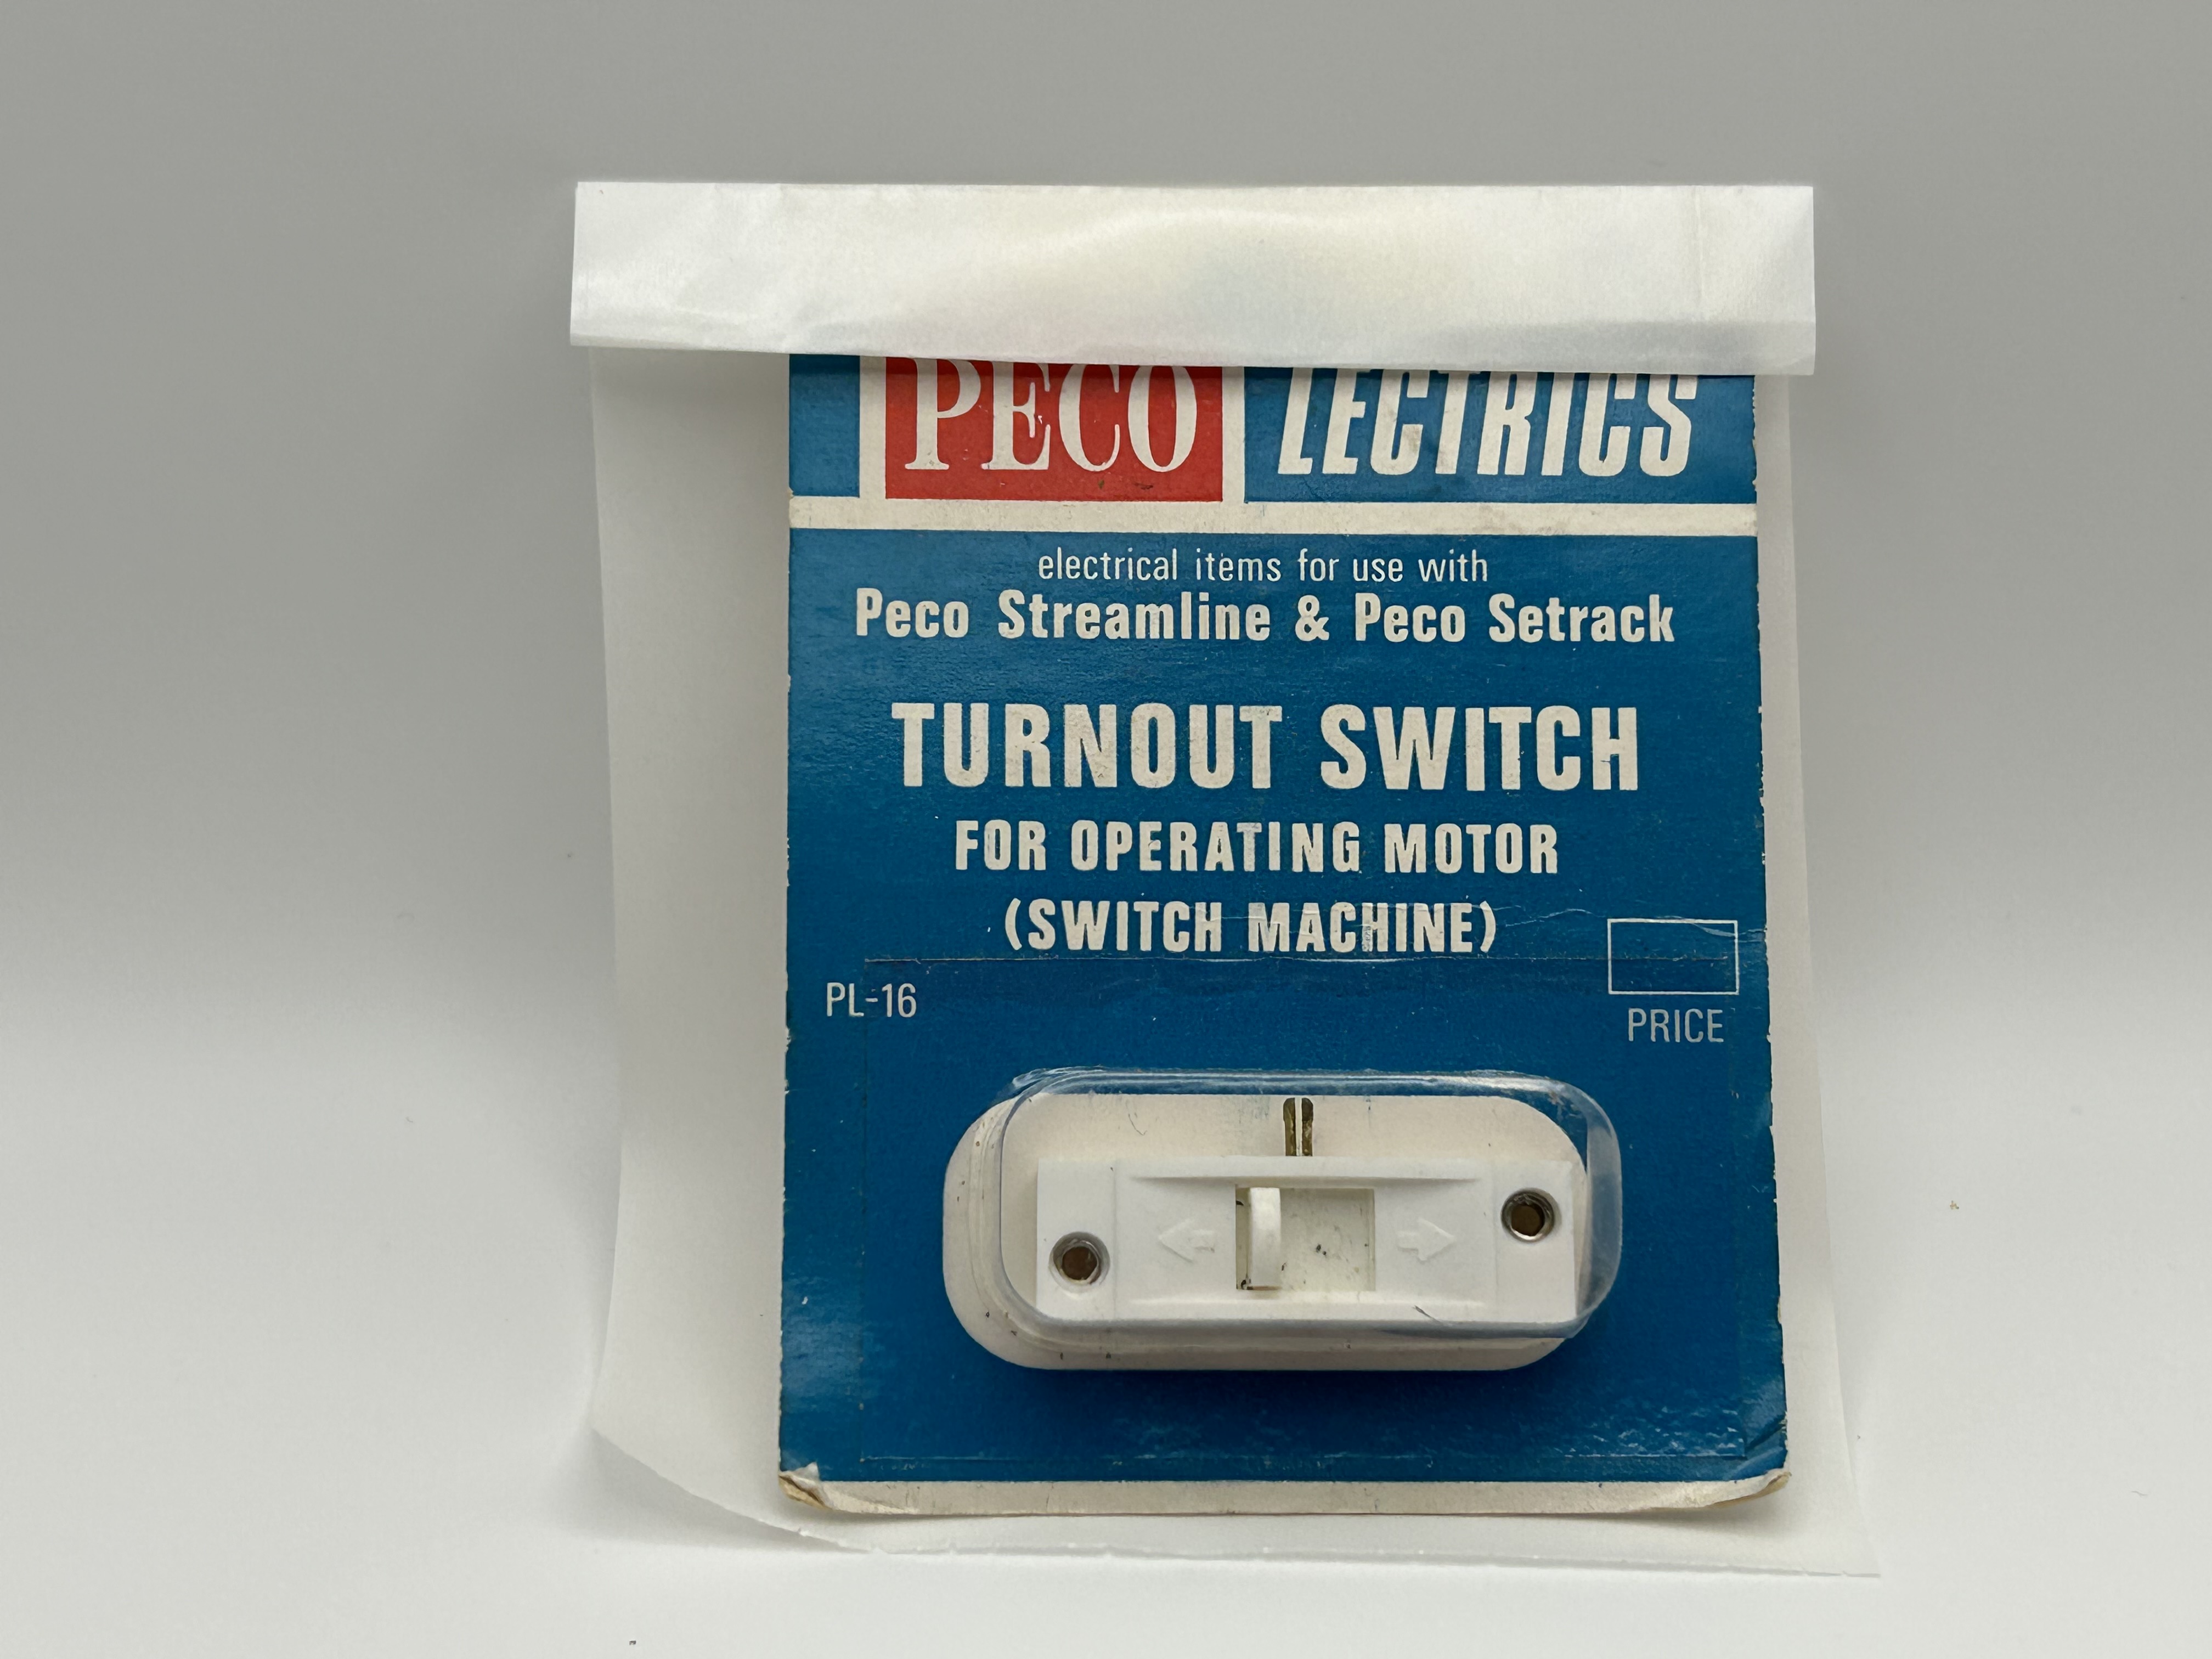 PECO LECTRICS
electrical items for use with
Peco Streamline & Peco Setrack
TURNOUT SWITCH
FOR OPERATING MOTOR
(SWITCH MACHINE)
PL-16
PRICE